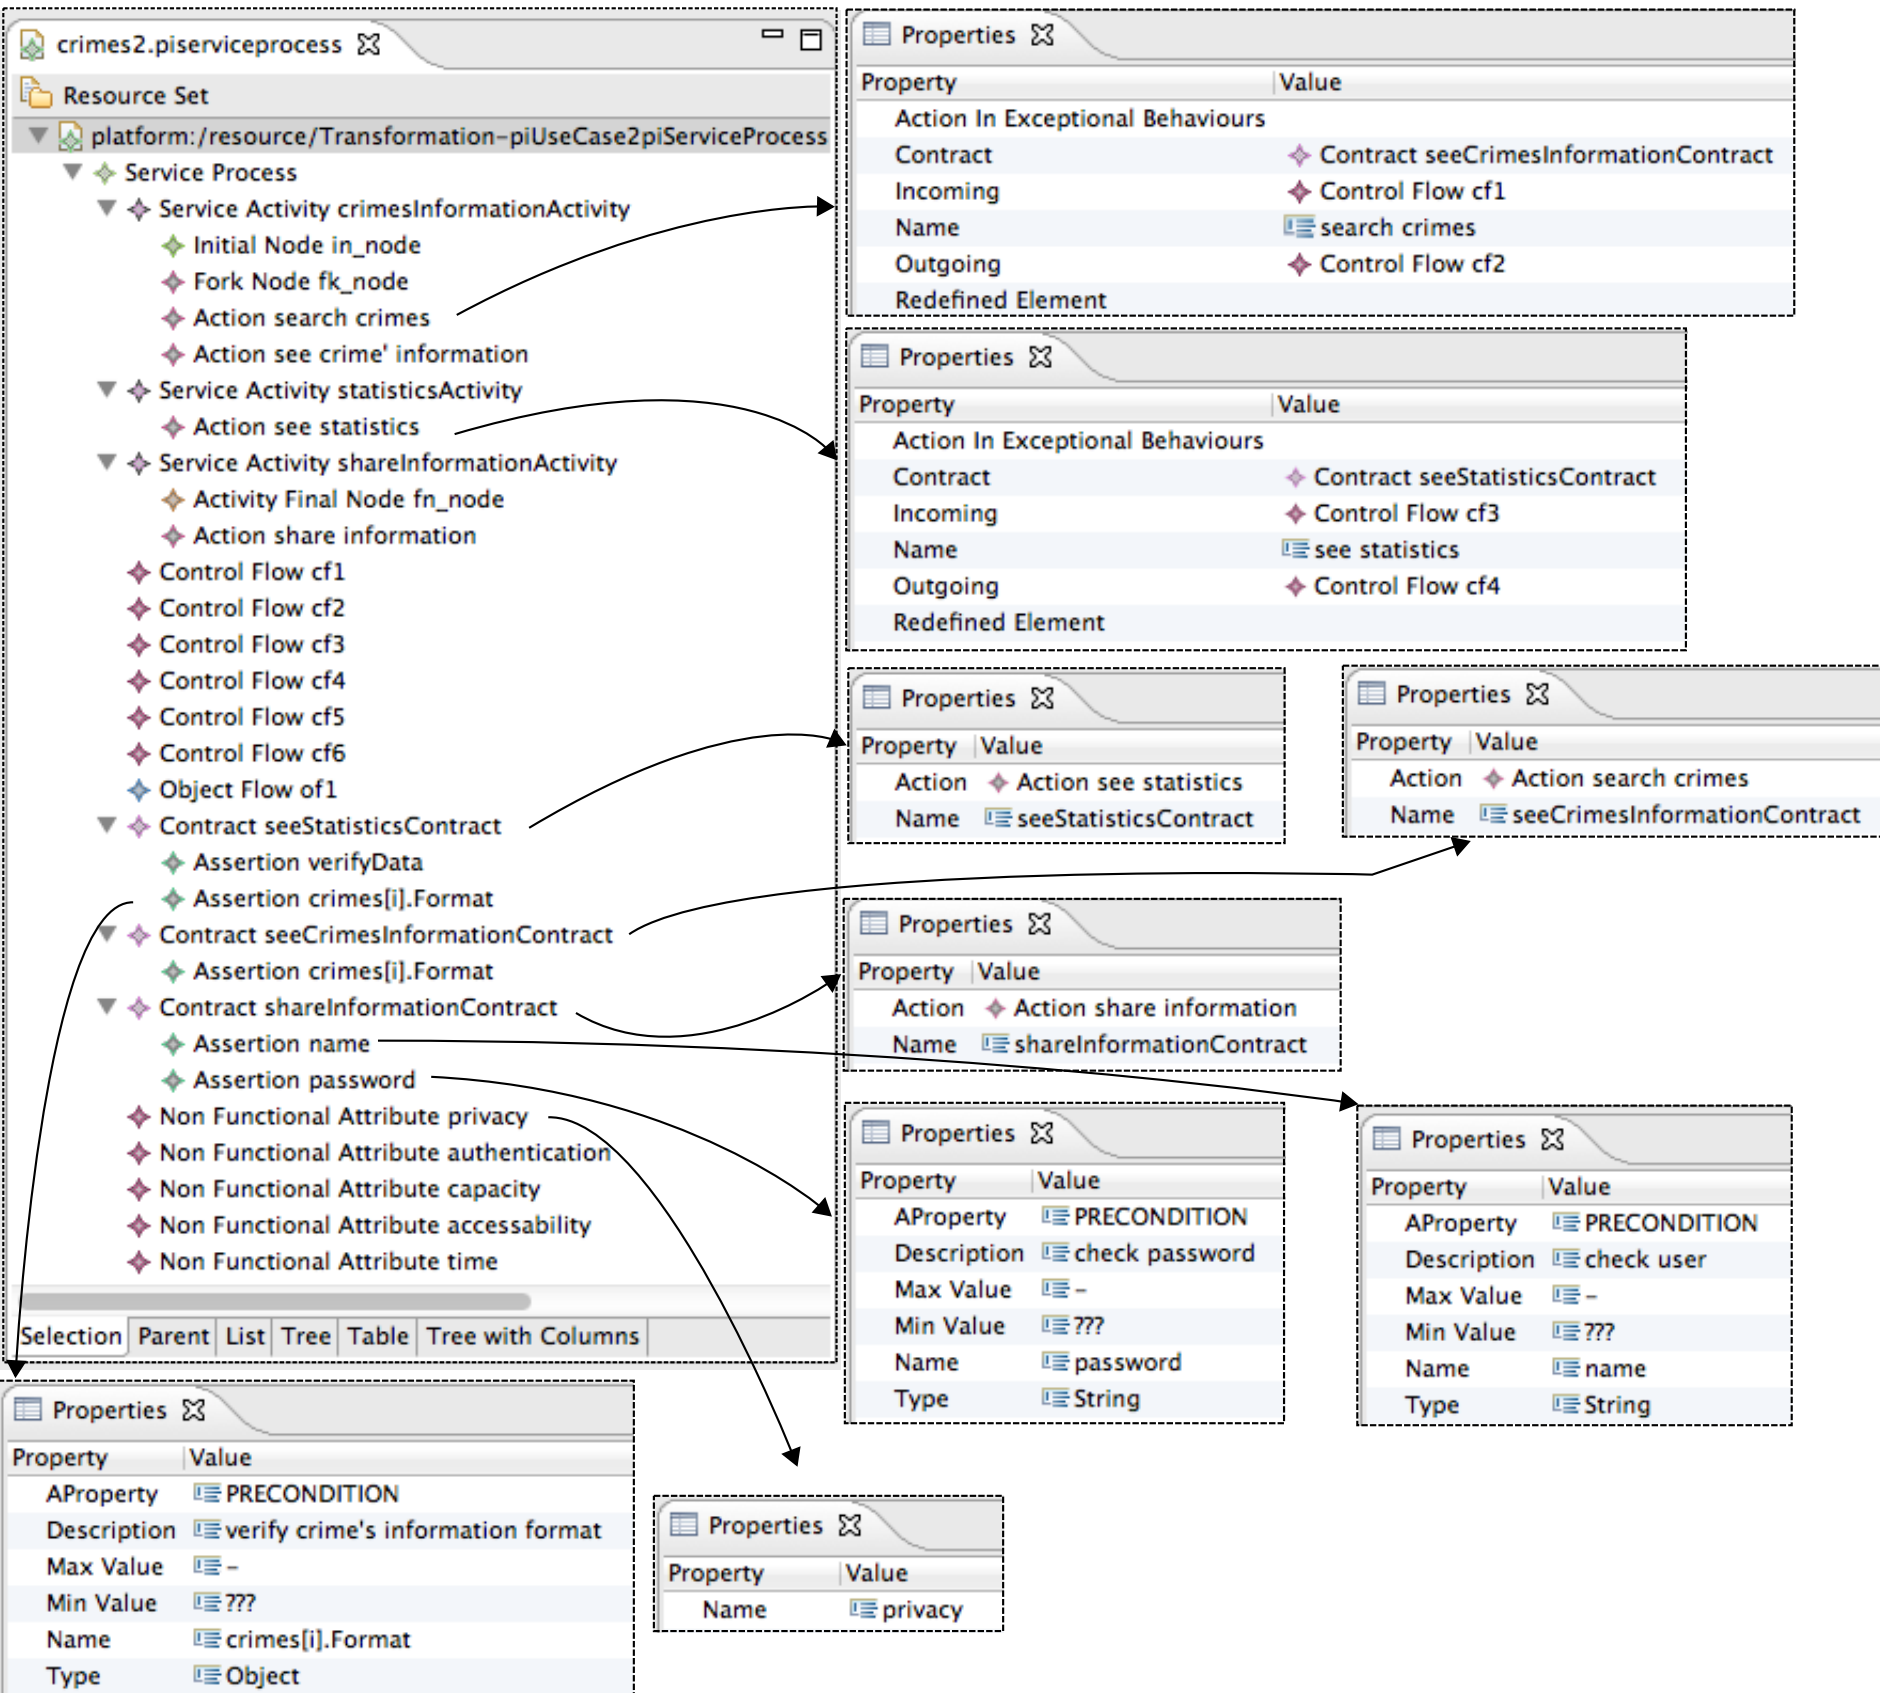 crimes2.piserviceprocess
Resource Set
platform:/resource/Transformation-piUseCase2piServiceProcess
Service Process
Service Activity crimesInformationActivity
Initial Node in_node
Fork Node fk_node
Action search crimes
Action see crime' information
Service Activity statisticsActivity
Action see statistics
Service Activity shareInformationActivity
Activity Final Node fn_node
Action share information
Control Flow cf1
Control Flow cf2
Control Flow cf3
Control Flow cf4
Control Flow cf5
Control Flow cf6
Object Flow of1
Contract seeStatisticsContract
Assertion verifyData
Assertion crimes[i].Format
Contract seeCrimesInformationContract
Assertion crimes[i].Format
Contract shareInformationContract
Assertion name
Assertion password
Non Functional Attribute privacy
Non Functional Attribute authentication
Non Functional Attribute capacity
Non Functional Attribute accessability
Non Functional Attribute time
Selection Parent List Tree Table Tree with Columns
Properties
Property Value
Action In Exceptional Behaviours
Contract Contract seeCrimesInformationContract
Incoming Control Flow cf1
Name search crimes
Outgoing Control Flow cf2
Redefined Element
Properties
Property Value
Action In Exceptional Behaviours
Contract Contract seeStatisticsContract
Incoming Control Flow cf3
Name see statistics
Outgoing Control Flow cf4
Redefined Element
Properties
Property Value
Action Action see statistics
Name seeStatisticsContract
Properties
Property Value
Action Action search crimes
Name seeCrimesInformationContract
Properties
Property Value
Action Action share information
Name shareInformationContract
Properties
Property Value
AProperty PRECONDITION
Description check password
Max Value –
Min Value ???
Name password
Type String
Properties
Property Value
AProperty PRECONDITION
Description check user
Max Value –
Min Value ???
Name name
Type String
Properties
Property Value
AProperty PRECONDITION
Description verify crime's information format
Max Value –
Min Value ???
Name crimes[i].Format
Type Object
Properties
Property Value
Name privacy